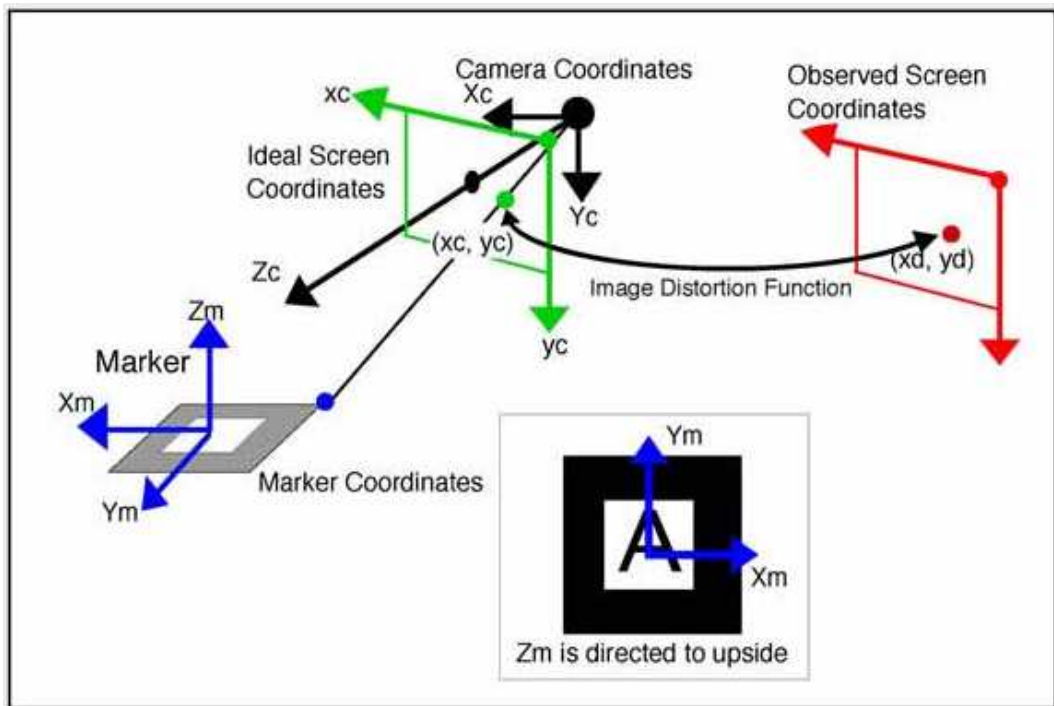 Camera Coordinates
Observed Screen
Coordinates
xc
Xc
Ideal Screen
Coordinates
Yc
(xc, yc)
(xd, yd)
Zc
Image Distortion Function
Zm
yc
Marker
Xm
Ym
Marker Coordinates
Ym
A
Xm
Zm is directed to upside